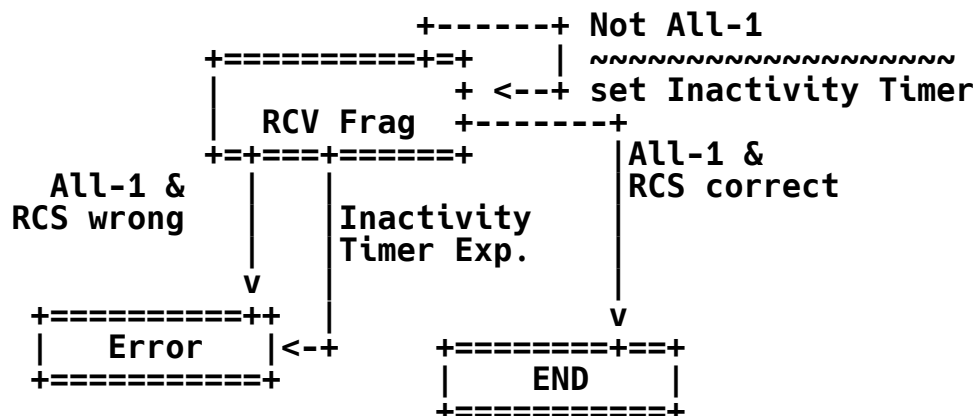 Not All-1
~~~~~~~~~~~~~~~~~~~
set Inactivity Timer
RCV Frag
All-1 &
RCS correct
All-1 &
RCS wrong
Inactivity
Timer Exp.
Error
END